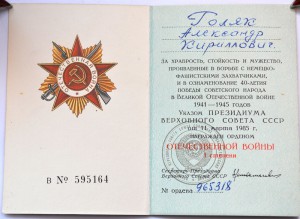 В № 595164
Голяк
Александр
Кириллович.
ЗА ХРАБРОСТЬ, СТОЙКОСТЬ И МУЖЕСТВО,
ПРОЯВЛЕННЫЕ В БОРЬБЕ С НЕМЕЦКО-
ФАШИСТСКИМИ ЗАХВАТЧИКАМИ,
И В ОЗНАМЕНОВАНИЕ 40-ЛЕТИЯ
ПОБЕДЫ СОВЕТСКОГО НАРОДА
В ВЕЛИКОЙ ОТЕЧЕСТВЕННОЙ ВОЙНЕ
1941—1945 ГОДОВ
УКАЗОМ ПРЕЗИДИУМА
ВЕРХОВНОГО СОВЕТА СССР
ОТ 11 МАРТА 1985 г.
НАГРАЖДЕН ОРДЕНОМ
ОТЕЧЕСТВЕННОЙ ВОЙНЫ
I степени
Секретарь Президиума
Верховного Совета СССР
№ ордена 965318